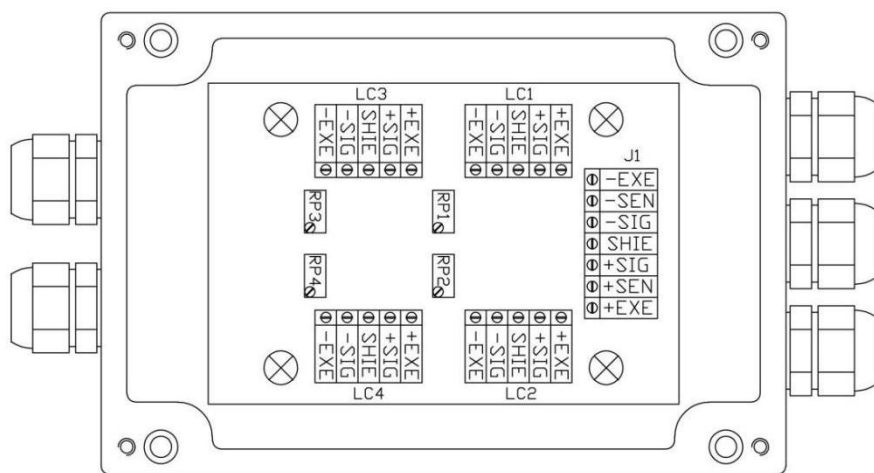 LC3
-EXE
-SIG
SHIE
+SIG
+EXE
LC1
-EXE
-SIG
SHIE
+SIG
+EXE
J1
-EXE
-SEN
-SIG
SHIE
+SIG
+SEN
+EXE
RP3
RP1
RP4
RP2
-EXE
-SIG
SHIE
+SIG
+EXE
LC4
-EXE
-SIG
SHIE
+SIG
+EXE
LC2